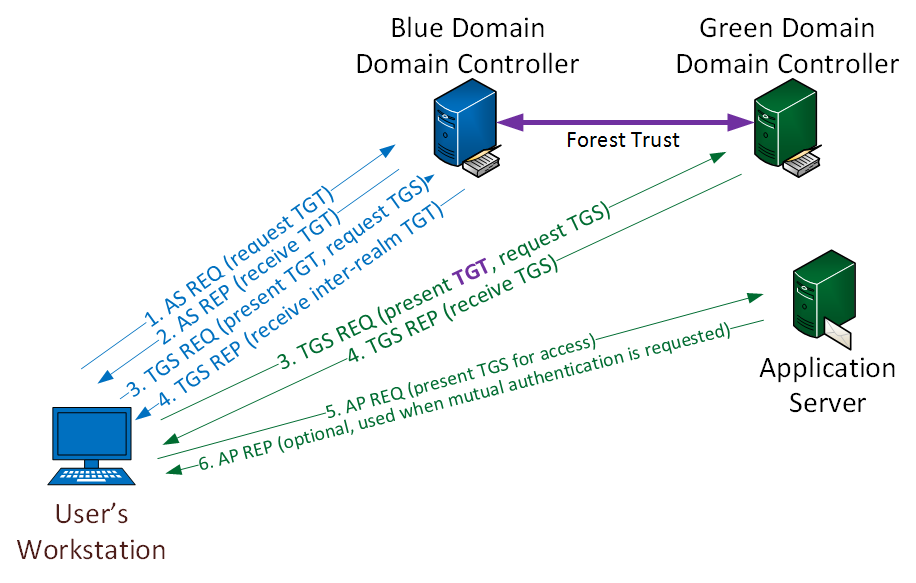 Blue Domain
Domain Controller
Green Domain
Domain Controller
Forest Trust
1. AS REQ (request TGT)
2. AS REP (receive TGT)
3. TGS REQ (present TGT, request TGS)
4. TGS REP (receive inter-realm TGT)
3. TGS REQ (present TGT, request TGS)
4. TGS REP (receive TGS)
5. AP REQ (present TGS for access)
6. AP REP (optional, used when mutual authentication is requested)
Application
Server
User’s
Workstation